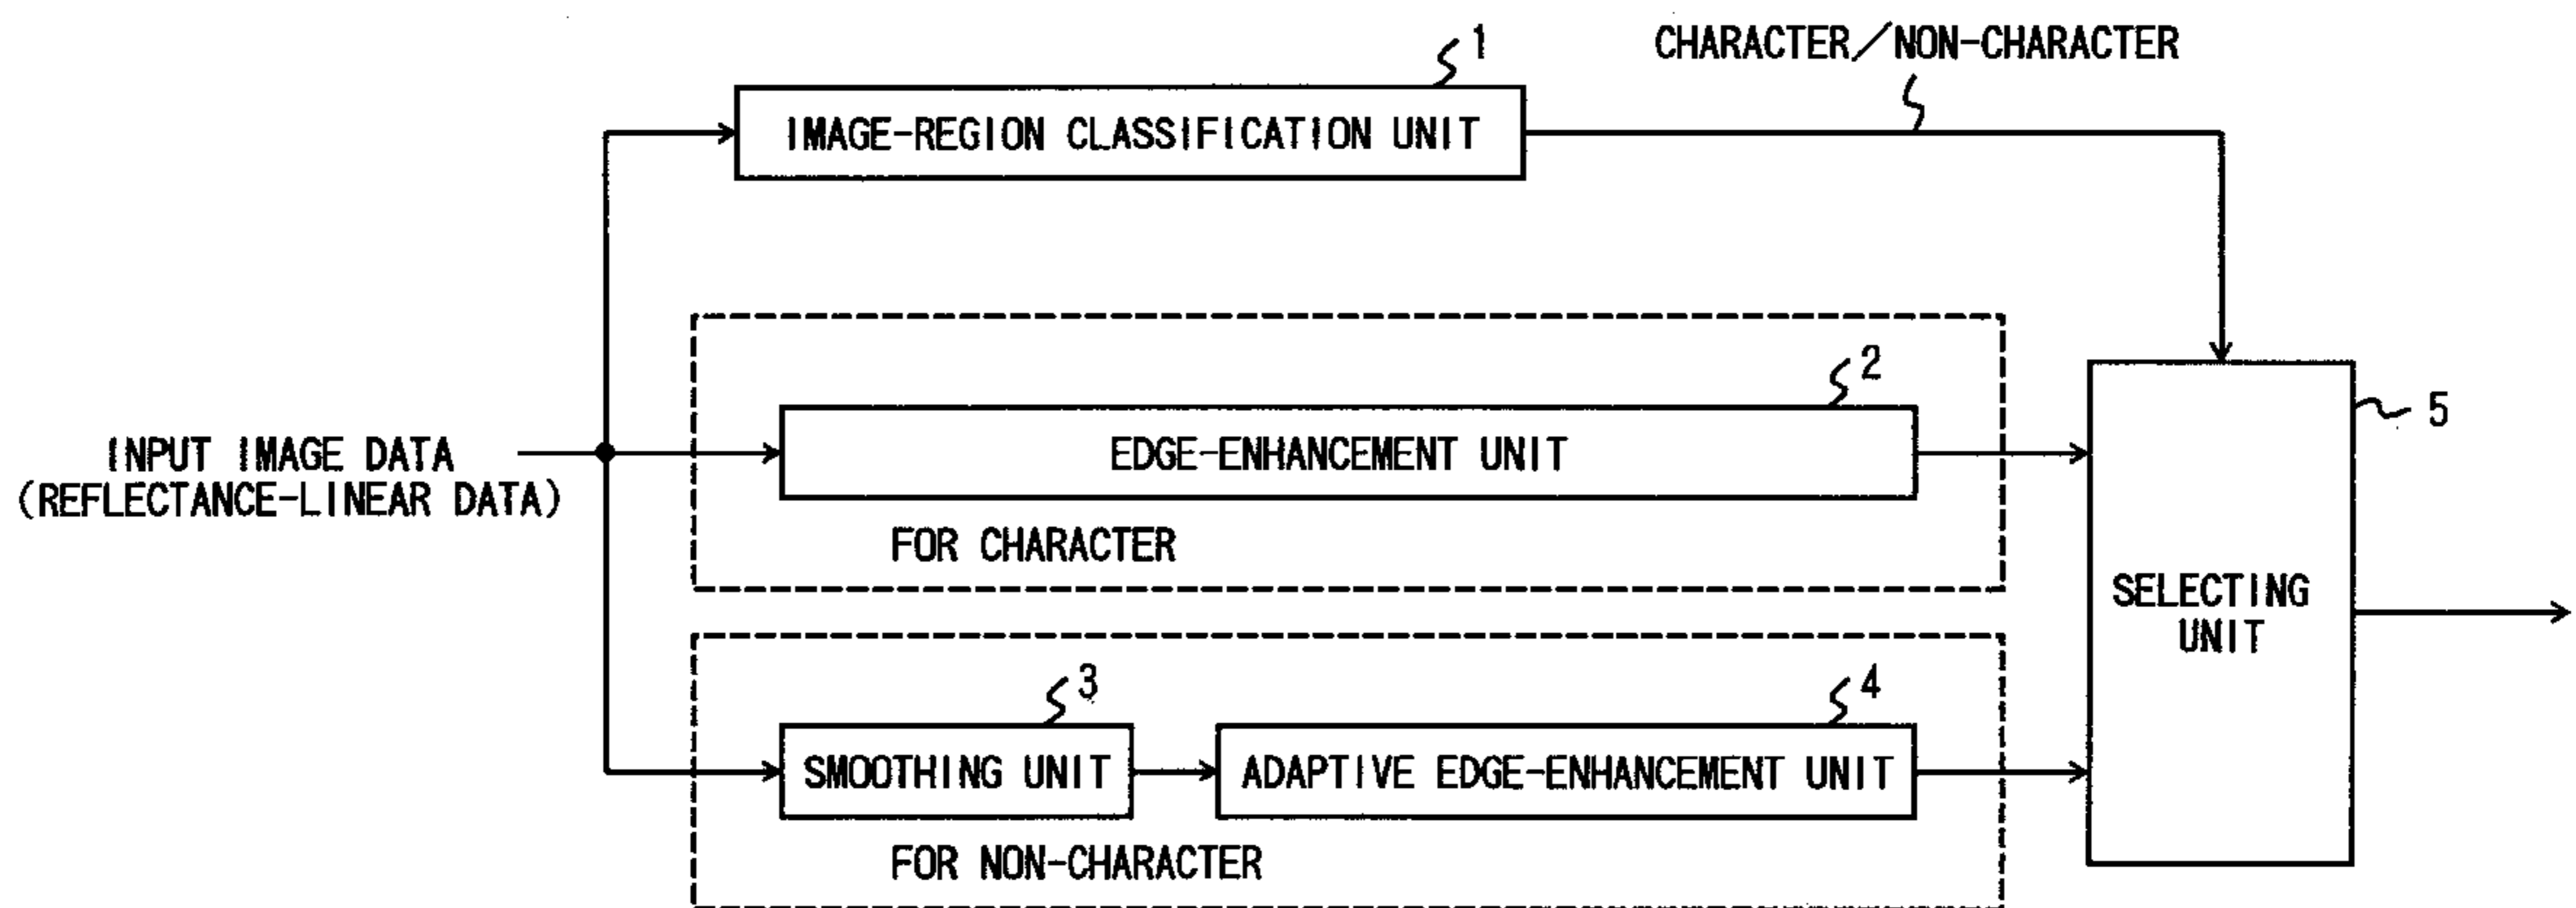 1
CHARACTER/NON-CHARACTER
IMAGE-REGION CLASSIFICATION UNIT
2
5
EDGE-ENHANCEMENT UNIT
INPUT IMAGE DATA
(REFLECTANCE-LINEAR DATA)
FOR CHARACTER
SELECTING
UNIT
3
4
SMOOTHING UNIT
ADAPTIVE EDGE-ENHANCEMENT UNIT
FOR NON-CHARACTER